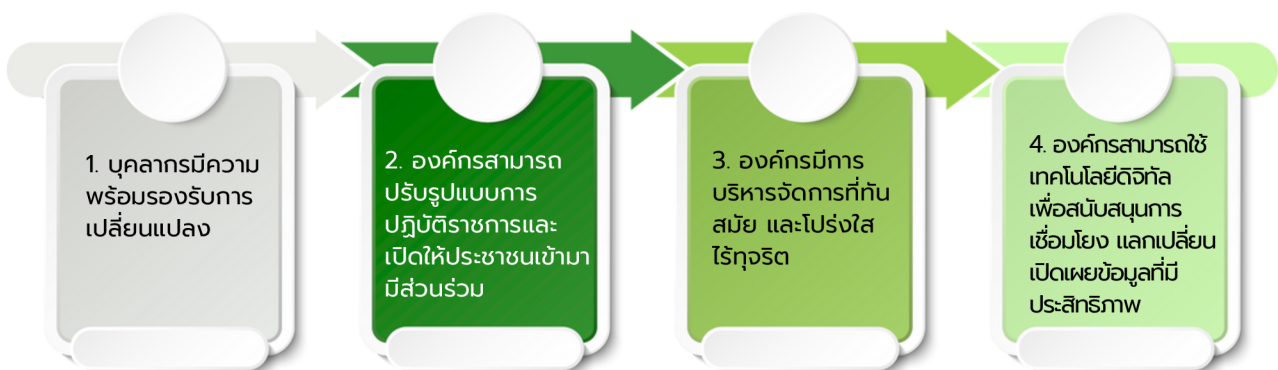 1. บุคลากรมีความ
พร้อมรองรับการ
เปลี่ยนแปลง
2. องค์กรสามารถ
ปรับรูปแบบการ
ปฏิบัติราชการและ
เปิดให้ประชาชนเข้ามา
มีส่วนร่วม
3. องค์กรมีการ
บริหารจัดการที่ทัน
สมัย และโปร่งใส
ไร้ทุจริต
4. องค์กรสามารถใช้
เทคโนโลยีดิจิทัล
เพื่อสนับสนุนการ
เชื่อมโยง แลกเปลี่ยน
เปิดเผยข้อมูลที่มี
ประสิทธิภาพ